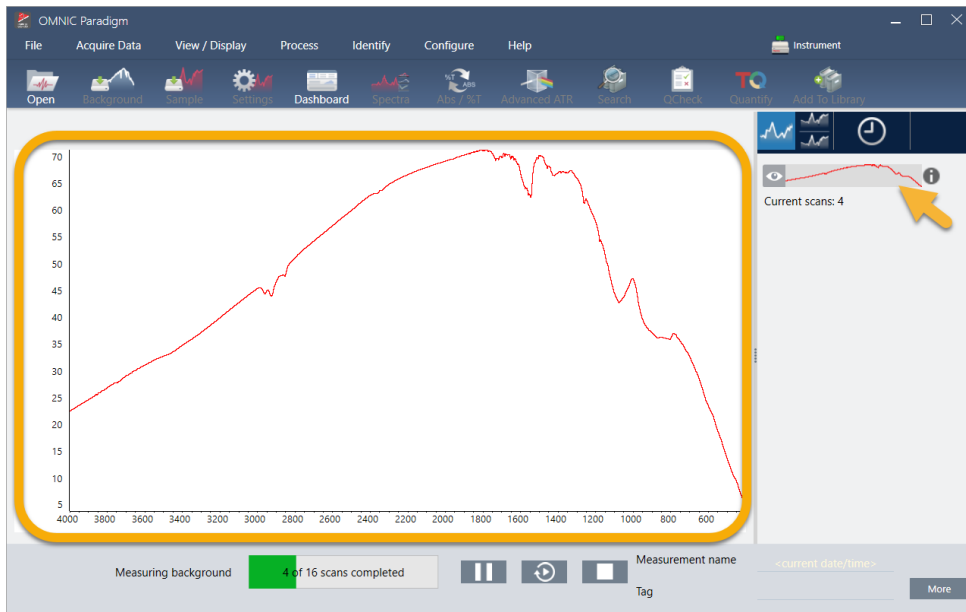 OMNIC Paradigm
File Acquire Data View / Display Process Identify Configure Help Instrument
%T ABS TQ
Open Background Sample Settings Dashboard Spectra Abs / %T Advanced ATR Search QCheck Quantify Add To Library
70
65
60
55
50
45
40
35
30
25
20
15
10
5
4000 3800 3600 3400 3200 3000 2800 2600 2400 2200 2000 1800 1600 1400 1200 1000 800 600
i
Current scans: 4
Measuring background 4 of 16 scans completed
Measurement name <current date/time>
Tag
More